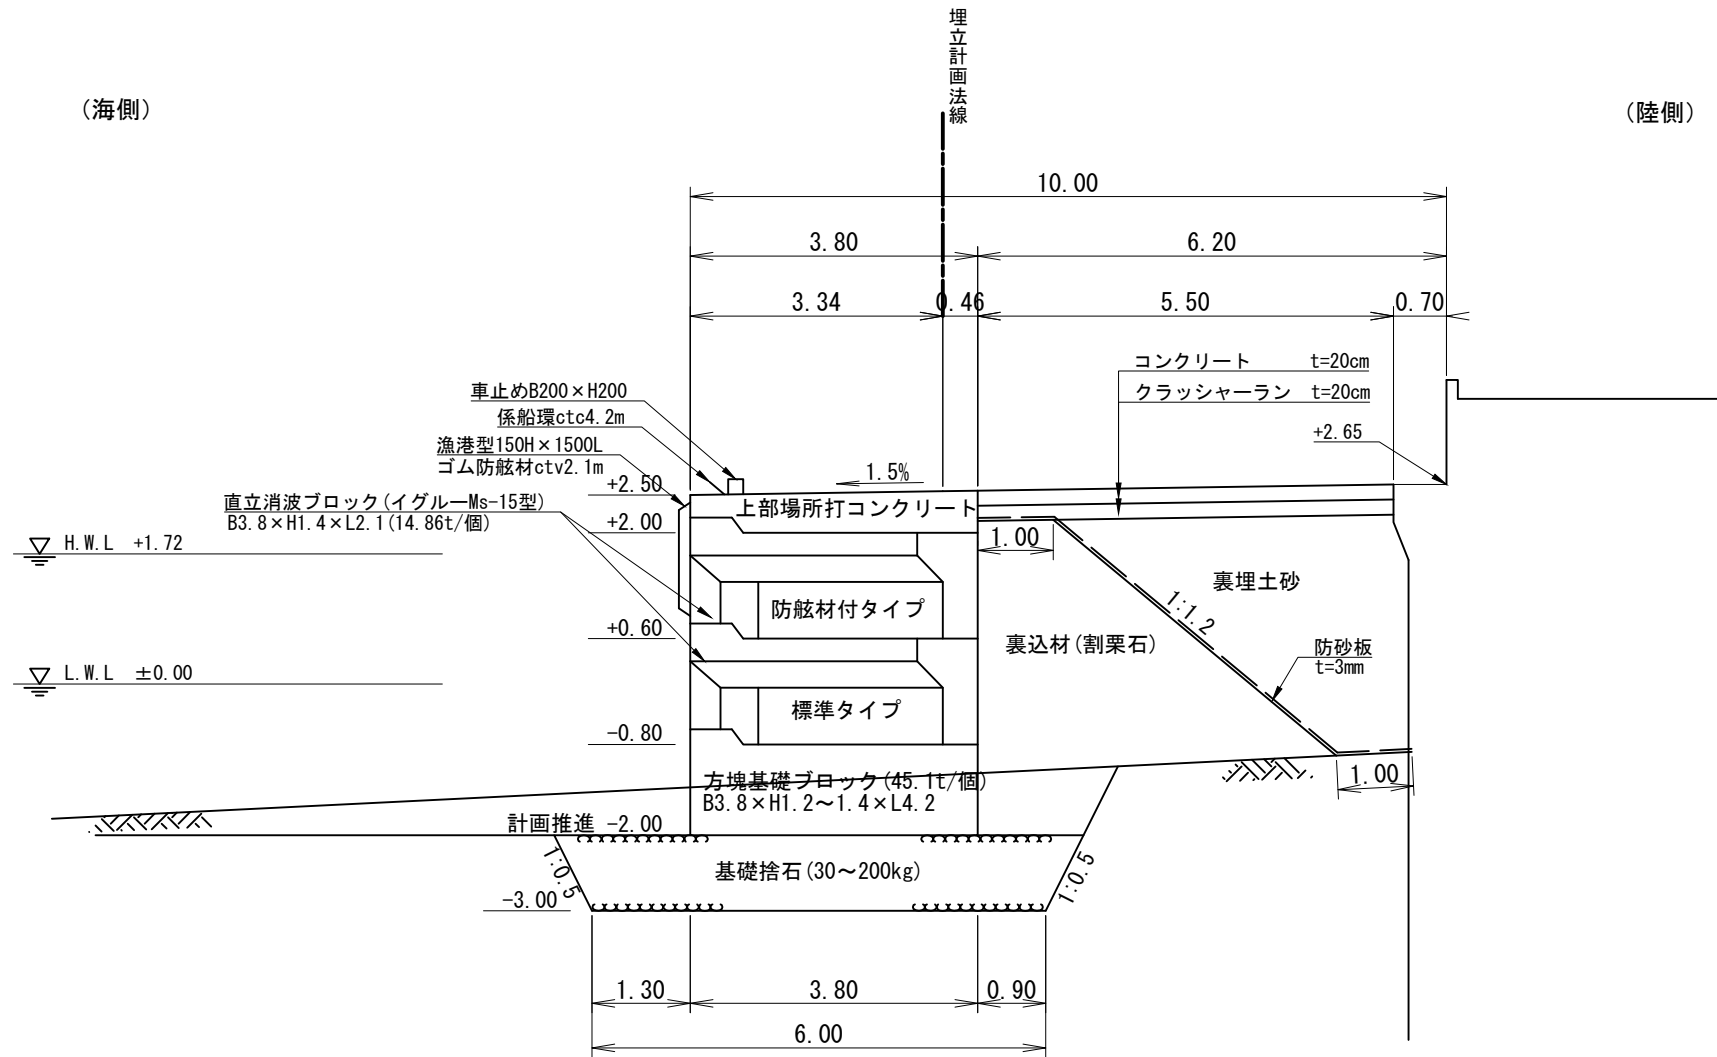 埋立計画法線
(海側)
(陸側)
10.00
3.80
6.20
3.34
0.46
5.50
0.70
コンクリート t=20cm
クラッシャーラン t=20cm
+2.65
車止めB200×H200
係船環ctc4.2m
漁港型150H×1500L
ゴム防舷材ctv2.1m
1.5%
+2.50
直立消波ブロック(イグルーMs-15型)
B3.8×H1.4×L2.1(14.86t/個)
上部場所打コンクリート
+2.00
H.W.L +1.72
1.00
裏埋土砂
防舷材付タイプ
1:1.2
+0.60
裏込材(割栗石)
防砂板
t=3mm
L.W.L ±0.00
標準タイプ
-0.80
方塊基礎ブロック(45.1t/個)
B3.8×H1.2～1.4×L4.2
1.00
計画推進 -2.00
1:0.5
基礎捨石(30～200kg)
1:0.5
-3.00
1.30
3.80
0.90
6.00